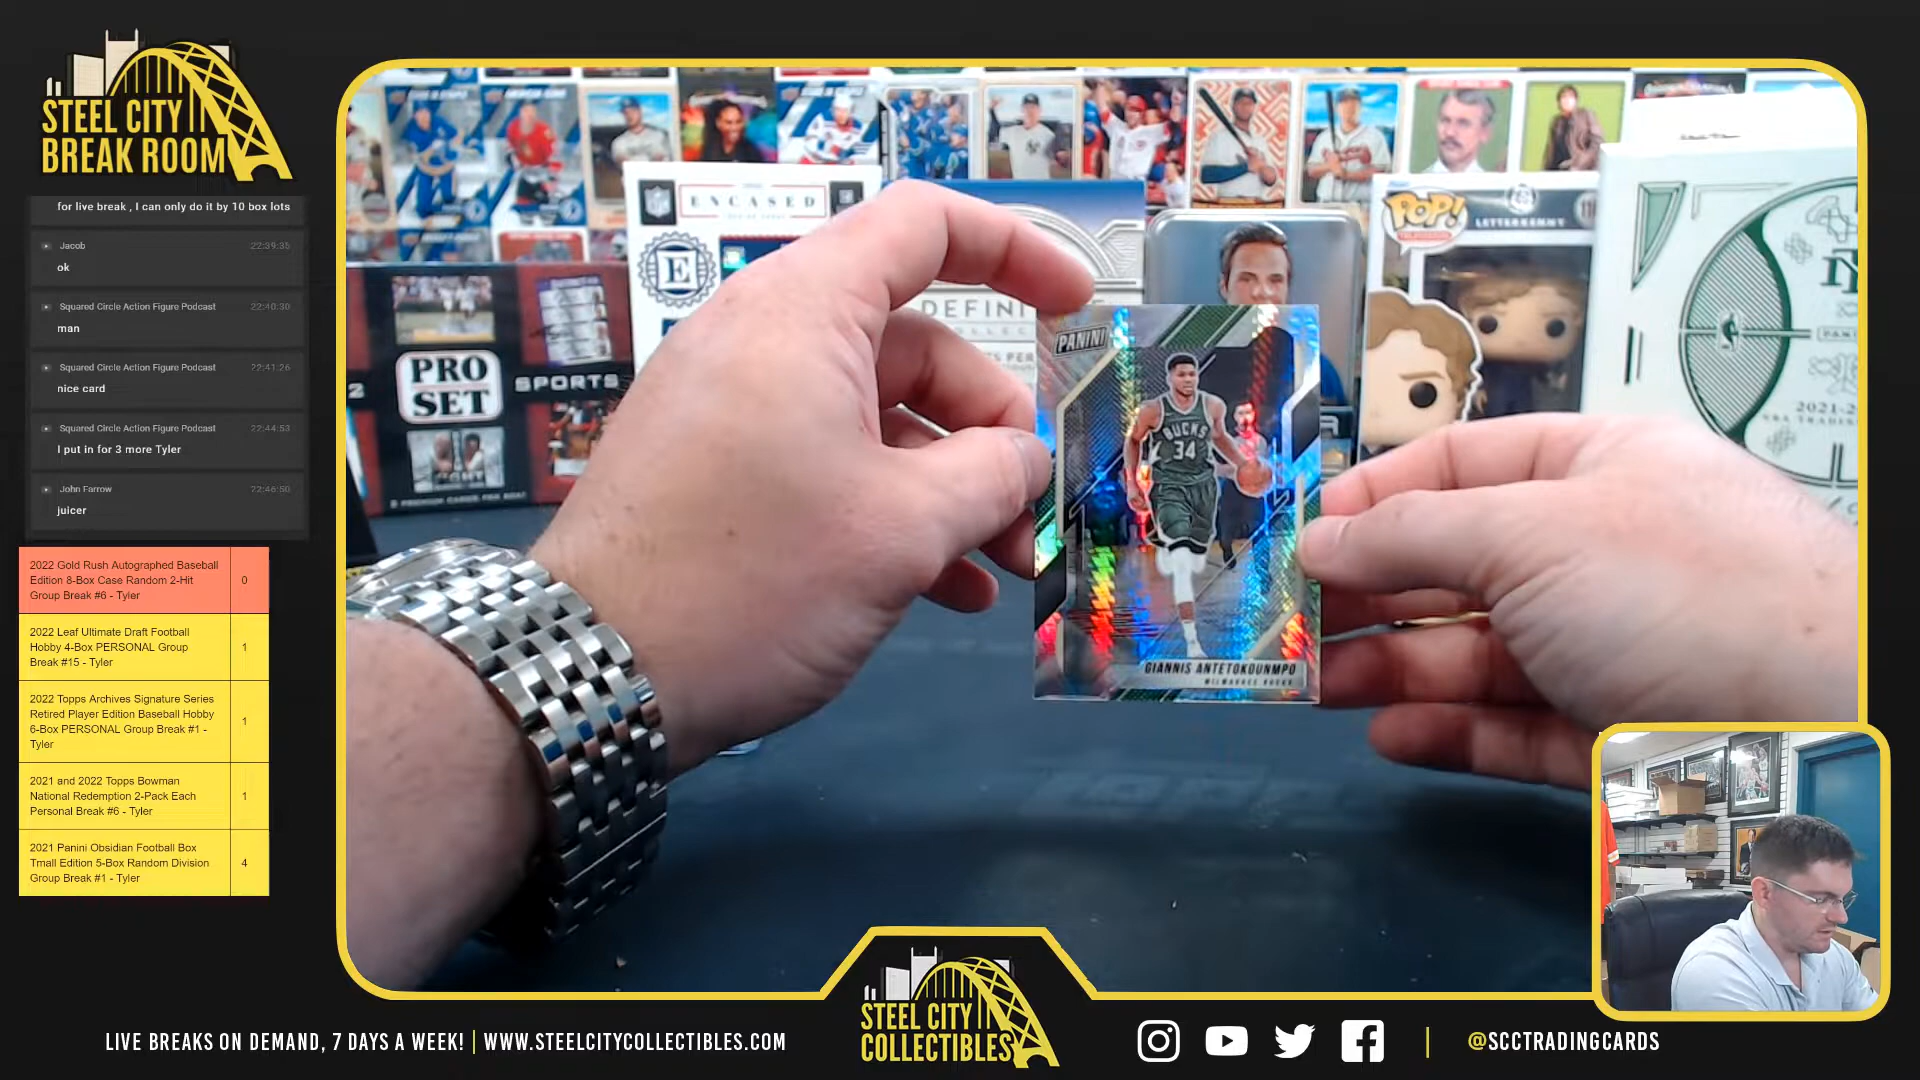 STEEL CITY
BREAK ROOM
for live break , I can only do it by 10 box lots
Jacob 22:39:35
ok
Squared Circle Action Figure Podcast 22:40:30
man
Squared Circle Action Figure Podcast 22:41:26
nice card
Squared Circle Action Figure Podcast 22:44:53
I put in for 3 more Tyler
John Farrow 22:46:50
juicer
2022 Gold Rush Autographed Baseball
Edition 8-Box Case Random 2-Hit
Group Break #6 - Tyler
0
2022 Leaf Ultimate Draft Football
Hobby 4-Box PERSONAL Group
Break #15 - Tyler
1
2022 Topps Archives Signature Series
Retired Player Edition Baseball Hobby
6-Box PERSONAL Group Break #1 -
Tyler
1
2021 and 2022 Topps Bowman
National Redemption 2-Pack Each
Personal Break #6 - Tyler
1
2021 Panini Obsidian Football Box
Tmall Edition 5-Box Random Division
Group Break #1 - Tyler
4
NFL
ENCASED
E
PRO
SET
SPORTS
DEFINI
POP!
TELEVISION
LETTERKENNY
2021-2
PANINI
BUCKS
34
GIANNIS ANTETOKOUNMPO
MILWAUKEE BUCKS
LIVE BREAKS ON DEMAND, 7 DAYS A WEEK! | WWW.STEELCITYCOLLECTIBLES.COM
STEEL CITY
COLLECTIBLES
@SCCTRADINGCARDS